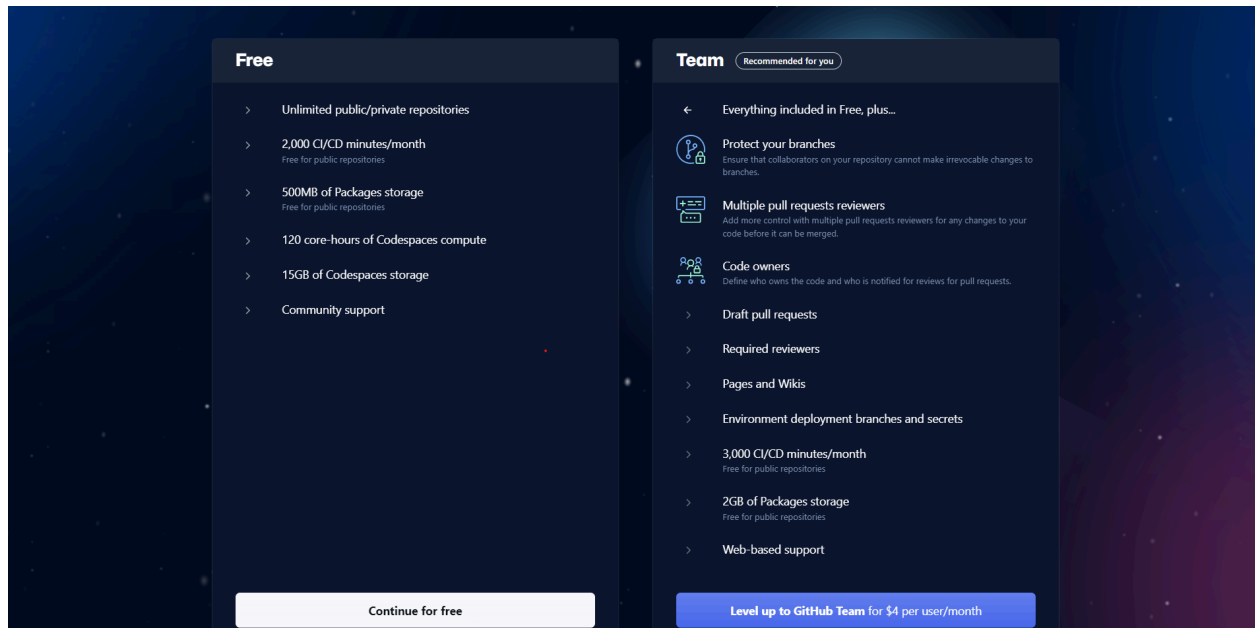 Free
Unlimited public/private repositories
2,000 CI/CD minutes/month
Free for public repositories
500MB of Packages storage
Free for public repositories
120 core-hours of Codespaces compute
15GB of Codespaces storage
Community support
Continue for free
Team
Recommended for you
Everything included in Free, plus...
Protect your branches
Ensure that collaborators on your repository cannot make irrevocable changes to
branches.
Multiple pull requests reviewers
Add more control with multiple pull requests reviewers for any changes to your
code before it can be merged.
Code owners
Define who owns the code and who is notified for reviews for pull requests.
Draft pull requests
Required reviewers
Pages and Wikis
Environment deployment branches and secrets
3,000 CI/CD minutes/month
Free for public repositories
2GB of Packages storage
Free for public repositories
Web-based support
Level up to GitHub Team for $4 per user/month